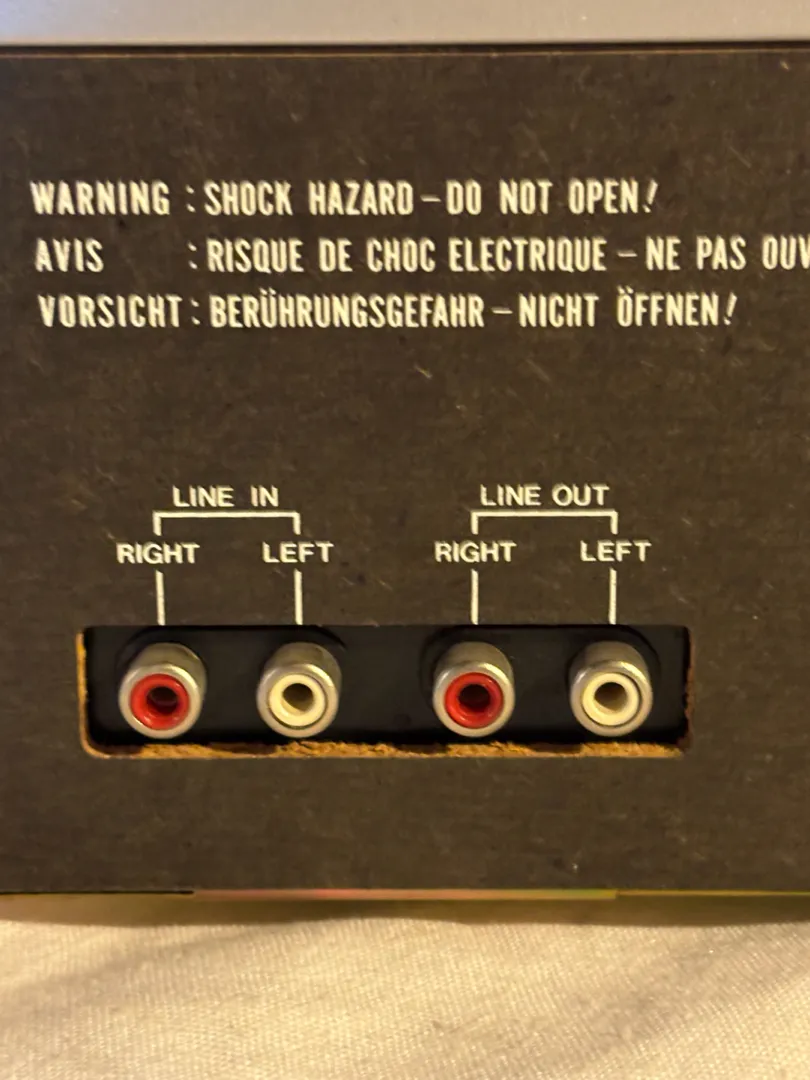 WARNING : SHOCK HAZARD – DO NOT OPEN!
AVIS : RISQUE DE CHOC ELECTRIQUE – NE PAS
VORSICHT : BERÜHRUNGSGEFAHR – NICHT ÖFFNEN!
LINE IN LINE OUT
RIGHT LEFT RIGHT LEFT